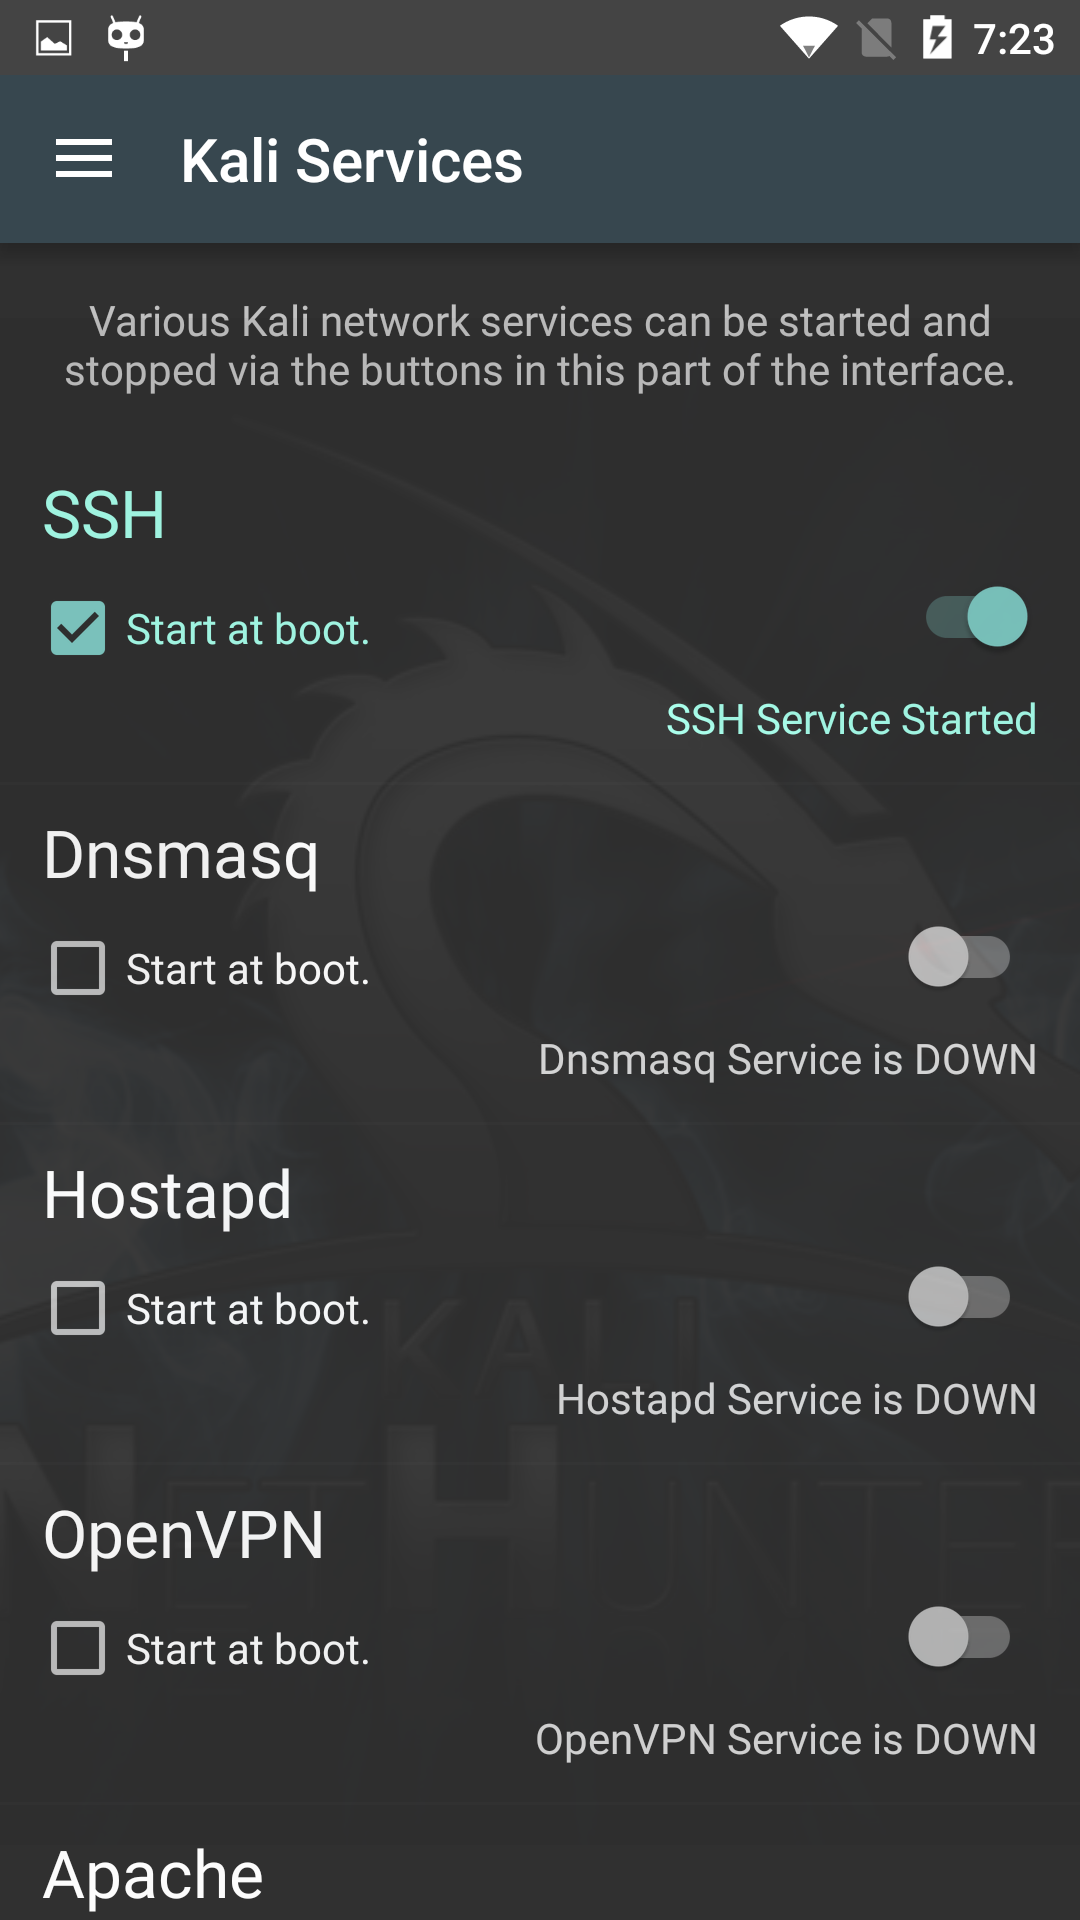 7:23
Kali Services
Various Kali network services can be started and
stopped via the buttons in this part of the interface.
SSH
Start at boot.
SSH Service Started
Dnsmasq
Start at boot.
Dnsmasq Service is DOWN
Hostapd
Start at boot.
KALI
Hostapd Service is DOWN
NETHUNTER
OpenVPN
Start at boot.
OpenVPN Service is DOWN
Apache